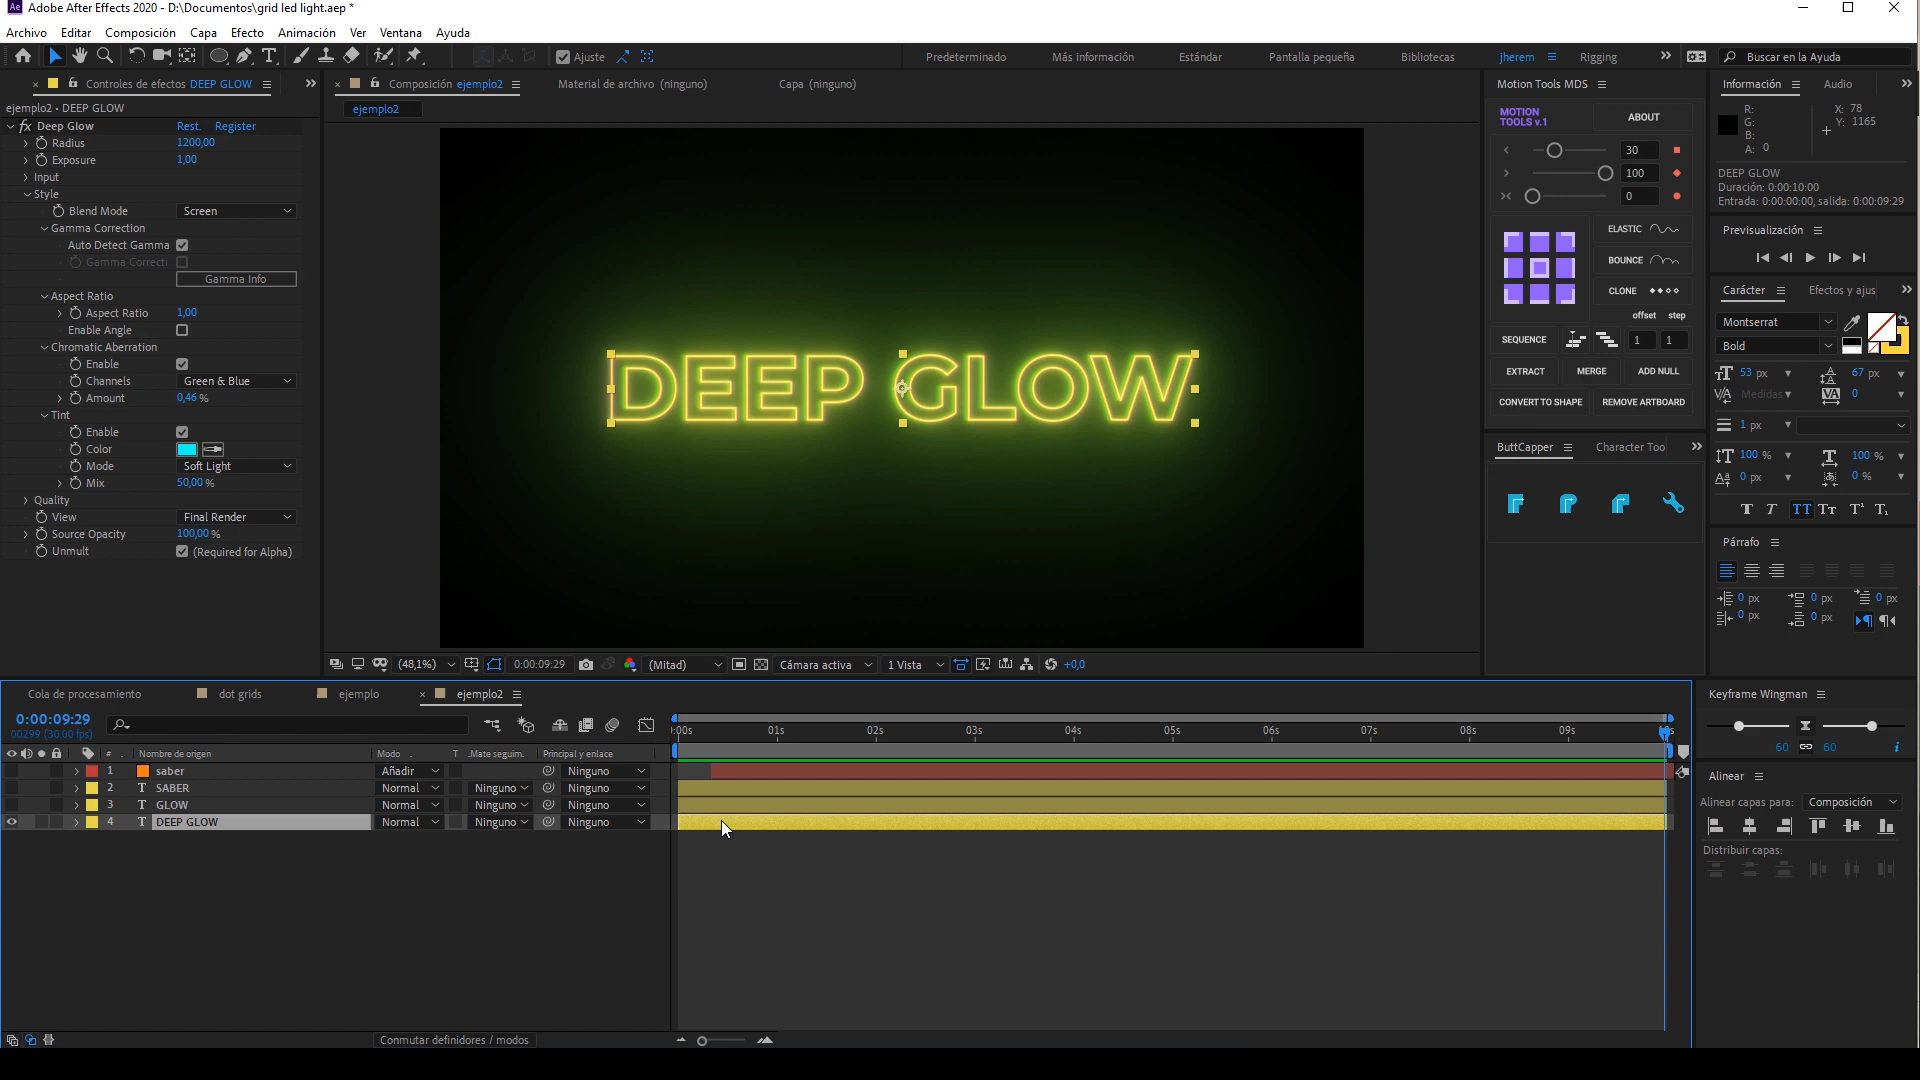 Adobe After Effects 2020 - D:\Documentos\grid led light.aep *
Archivo Editar Composición Capa Efecto Animación Ver Ventana Ayuda
Ajuste Predeterminado Más información Estándar Pantalla pequeña Bibliotecas jherem Rigging Buscar en la Ayuda
Controles de efectos DEEP GLOW
ejemplo2 • DEEP GLOW
fx Deep Glow Rest. Register
Radius 1200,00
Exposure 1,00
Input
Style
Blend Mode Screen
Gamma Correction
Auto Detect Gamma
Gamma Correcti
Gamma Info
Aspect Ratio
Aspect Ratio 1,00
Enable Angle
Chromatic Aberration
Enable
Channels Green & Blue
Amount 0,46 %
Tint
Enable
Color
Mode Soft Light
Mix 50,00 %
Quality
View Final Render
Source Opacity 100,00 %
Unmult (Required for Alpha)
Composición ejemplo2 Material de archivo (ninguno) Capa (ninguno)
ejemplo2
DEEP GLOW
(48,1%) 0:00:09:29 (Mitad) Cámara activa 1 Vista +0,0
Motion Tools MDS
MOTION
TOOLS v.1
ABOUT
30
100
0
ELASTIC
BOUNCE
CLONE
offset step
SEQUENCE 1 1
EXTRACT MERGE ADD NULL
CONVERT TO SHAPE REMOVE ARTBOARD
ButtCapper Character Too
Información Audio
R: X: 78
G: Y: 1165
B:
A: 0
DEEP GLOW
Duración: 0:00:10:00
Entrada: 0:00:00:00, salida: 0:00:09:29
Previsualización
Carácter Efectos y ajus
Montserrat
Bold
53 px 67 px
Medidas 0
1 px
100 % 100 %
0 px 0 %
T T TT Tt T¹ T₁
Párrafo
0 px 0 px 0 px
0 px 0 px
Cola de procesamiento dot grids ejemplo ejemplo2
0:00:09:29
00299 (30.00 fps)
:00s 01s 02s 03s 04s 05s 06s 07s 08s 09s
# Nombre de origen Modo T .Mate seguim. Principal y enlace
1 saber Añadir Ninguno
2 T SABER Normal Ninguno Ninguno
3 T GLOW Normal Ninguno Ninguno
4 T DEEP GLOW Normal Ninguno Ninguno
Conmutar definidores / modos
Keyframe Wingman
60 60
Alinear
Alinear capas para: Composición
Distribuir capas: